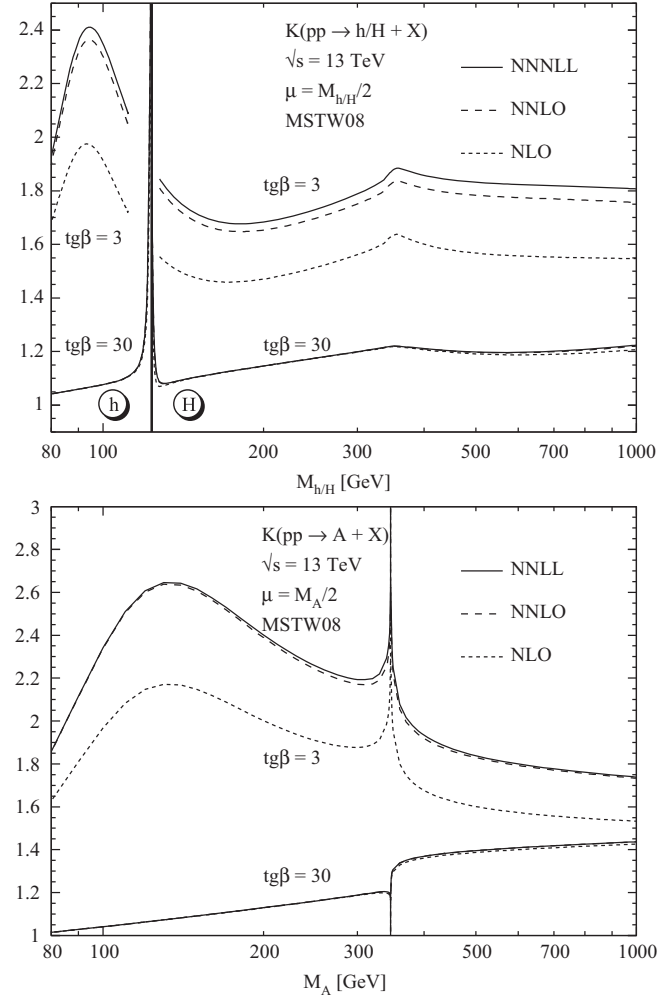 2.4
2.2
2
1.8
1.6
1.4
1.2
1
K(pp → h/H + X)
√s = 13 TeV
μ = M_h/H/2
MSTW08
NNNLL
NNLO
NLO
tgβ = 3
tgβ = 3
tgβ = 30
tgβ = 30
h
H
80 100 200 300 500 700 1000
M_h/H [GeV]
3
2.8
2.6
2.4
2.2
2
1.8
1.6
1.4
1.2
1
K(pp → A + X)
√s = 13 TeV
μ = M_A/2
MSTW08
NNLL
NNLO
NLO
tgβ = 3
tgβ = 30
80 100 200 300 500 700 1000
M_A [GeV]